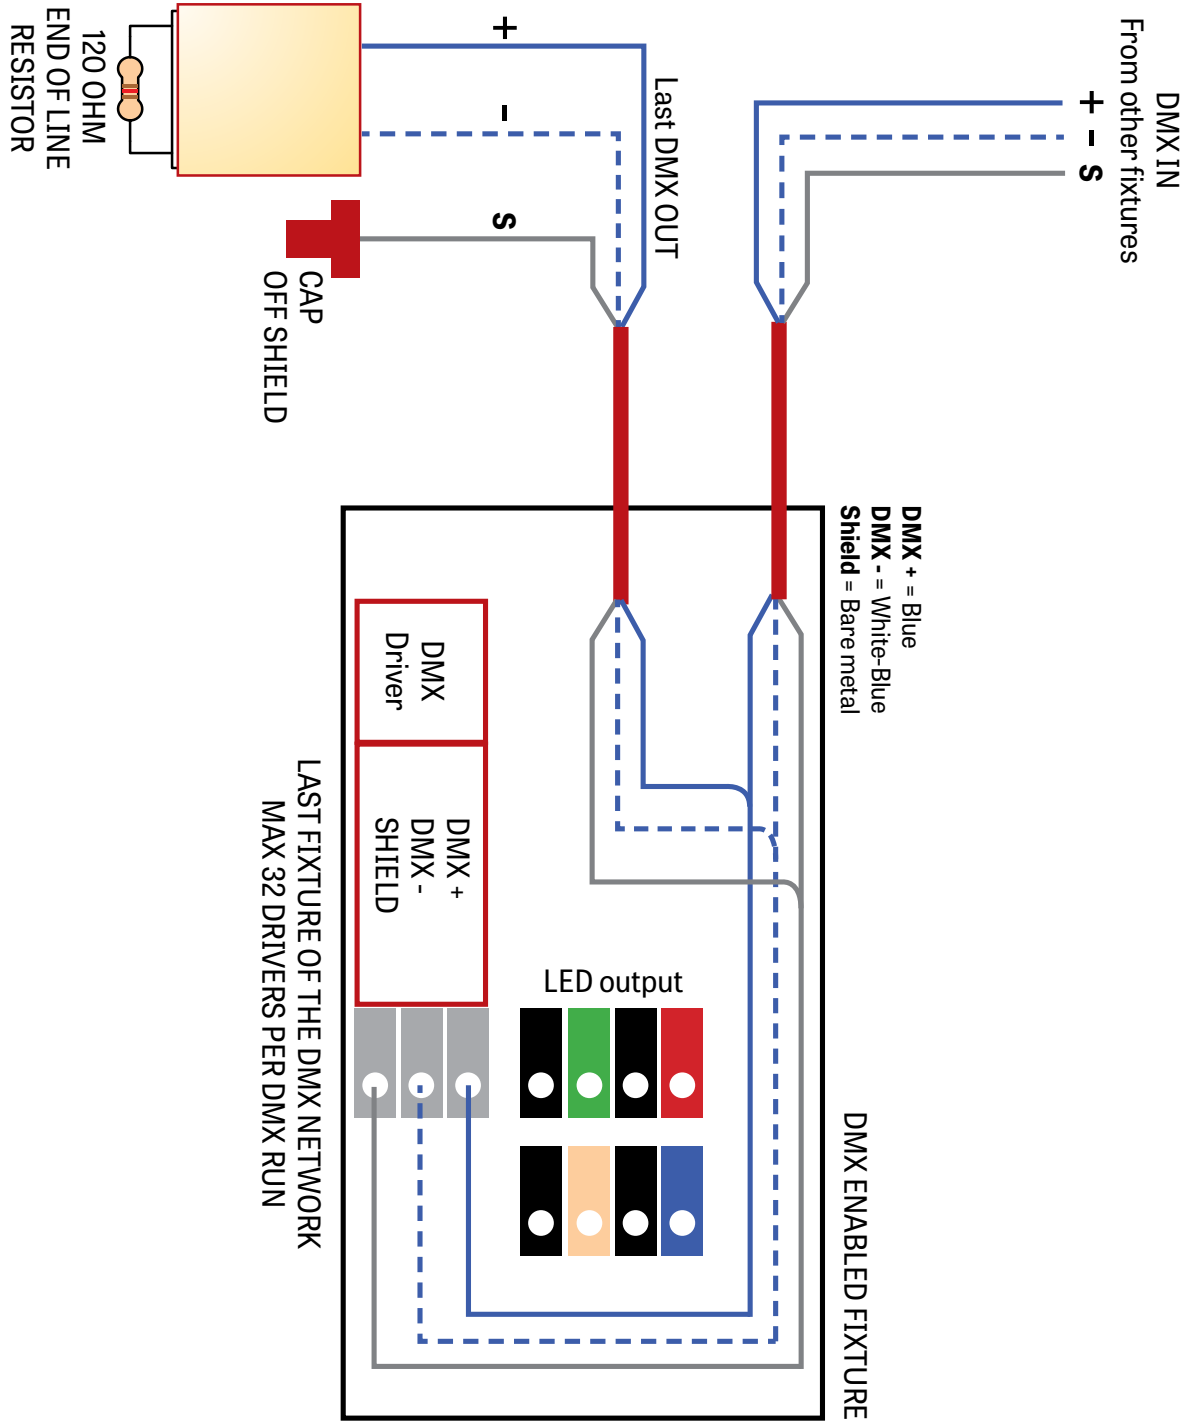 DMX IN
From other fixtures
+
-
S
Last DMX OUT
+
-
S
120 OHM
END OF LINE
RESISTOR
CAP
OFF SHIELD
DMX + = Blue
DMX - = White-Blue
Shield = Bare metal
DMX ENABLED FIXTURE
DMX
Driver
DMX +
DMX -
SHIELD
LED output
LAST FIXTURE OF THE DMX NETWORK
MAX 32 DRIVERS PER DMX RUN